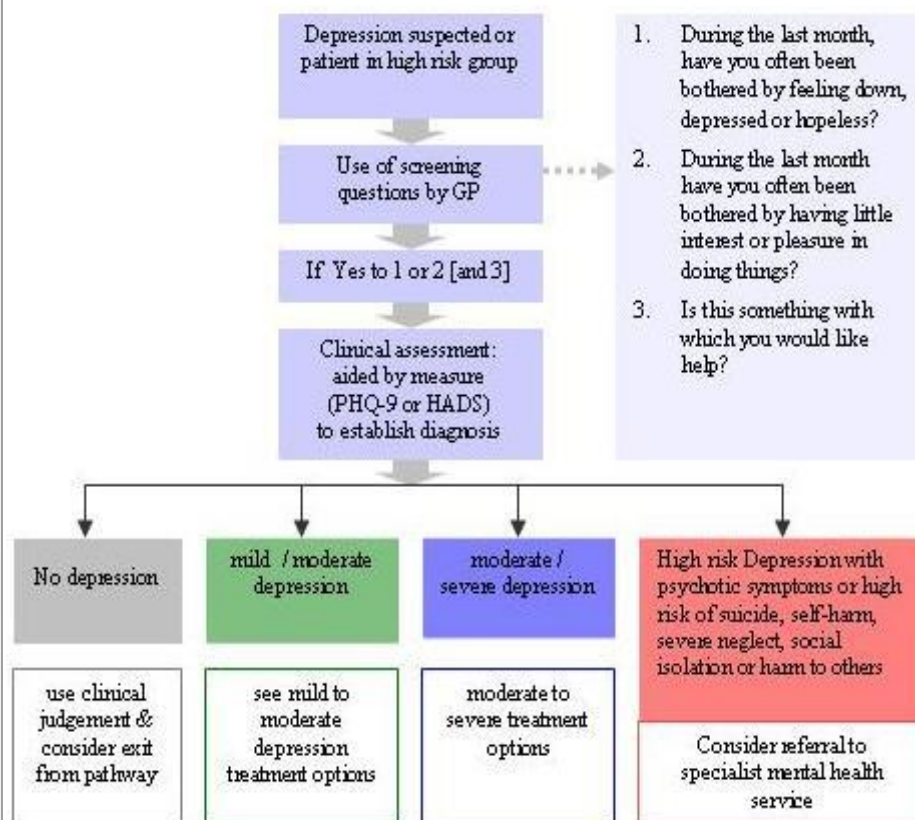 Depression suspected or
patient in high risk group
Use of screening
questions by GP
If Yes to 1 or 2 [and 3]
Clinical assessment:
aided by measure
(PHQ-9 or HADS)
to establish diagnosis
1. During the last month,
have you often been
bothered by feeling down,
depressed or hopeless?
2. During the last month
have you often been
bothered by having little
interest or pleasure in
doing things?
3. Is this something with
which you would like
help?
No depression
mild / moderate
depression
moderate /
severe depression
High risk Depression with
psychotic symptoms or high
risk of suicide, self-harm,
severe neglect, social
isolation or harm to others
use clinical
judgement &
consider exit
from pathway
see mild to
moderate
depression
treatment options
moderate to
severe treatment
options
Consider referral to
specialist mental health
service